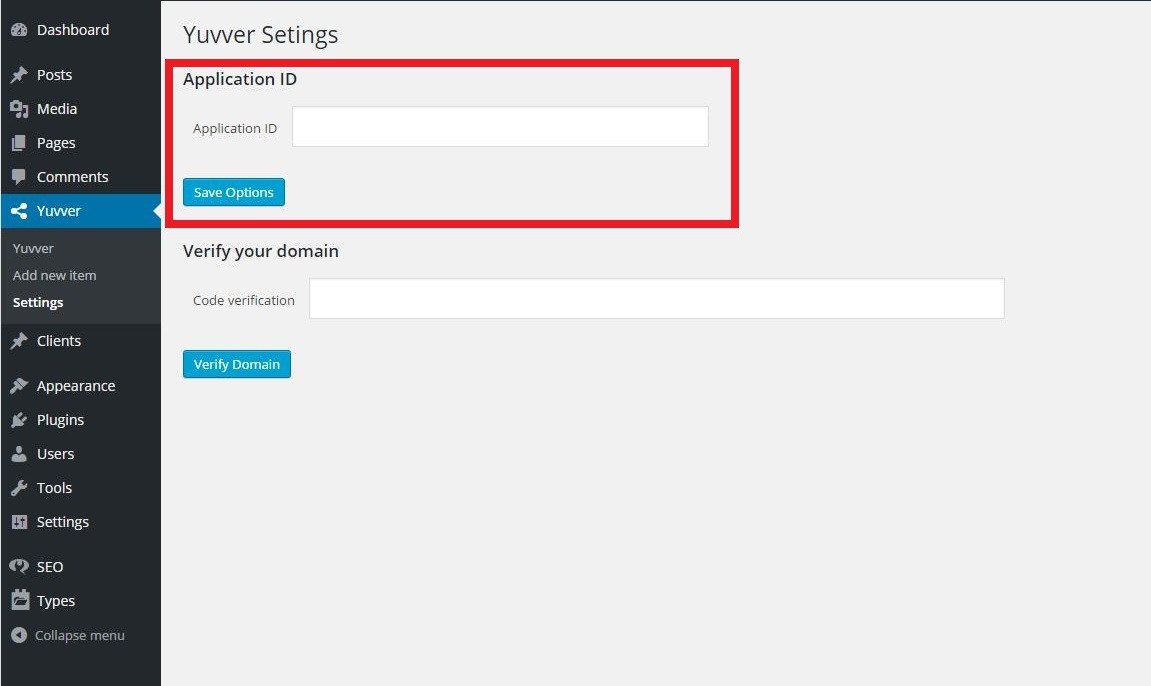 Dashboard
Posts
Media
Pages
Comments
Yuvver
Yuvver
Add new item
Settings
Clients
Appearance
Plugins
Users
Tools
Settings
SEO
Types
Collapse menu
Yuvver Setings
Application ID
Application ID
Save Options
Verify your domain
Code verification
Verify Domain